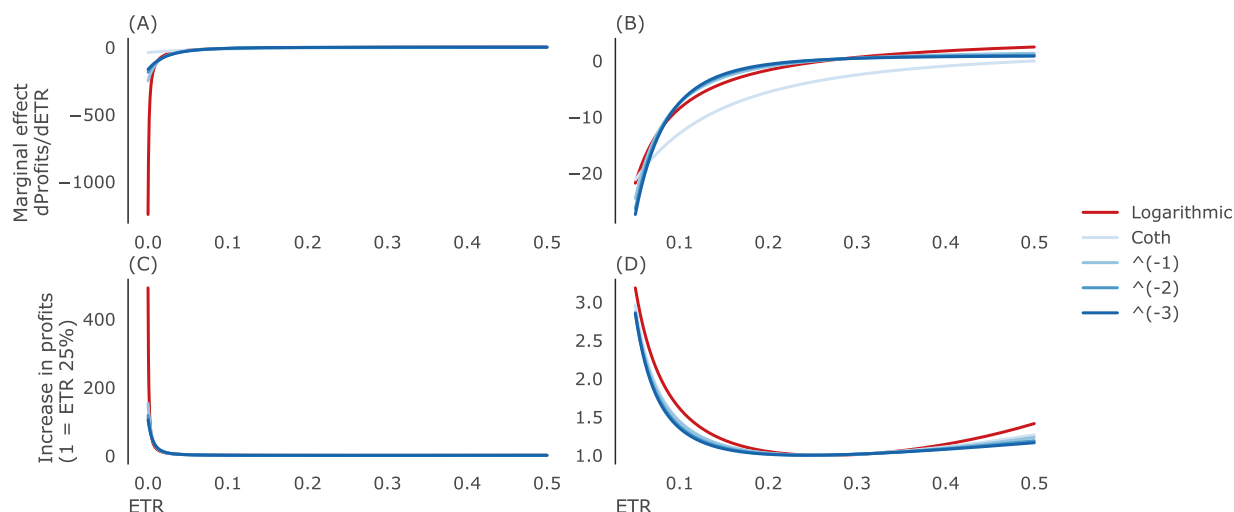 (A)
Marginal effect
dProfits/dETR
0
−500
−1000
0.0 0.1 0.2 0.3 0.4 0.5
(B)
0
−10
−20
0.1 0.2 0.3 0.4 0.5
Logarithmic
Coth
^(-1)
^(-2)
^(-3)
(C)
Increase in profits
(1 = ETR 25%)
400
200
0
0.0 0.1 0.2 0.3 0.4 0.5
ETR
(D)
3.0
2.5
2.0
1.5
1.0
0.1 0.2 0.3 0.4 0.5
ETR